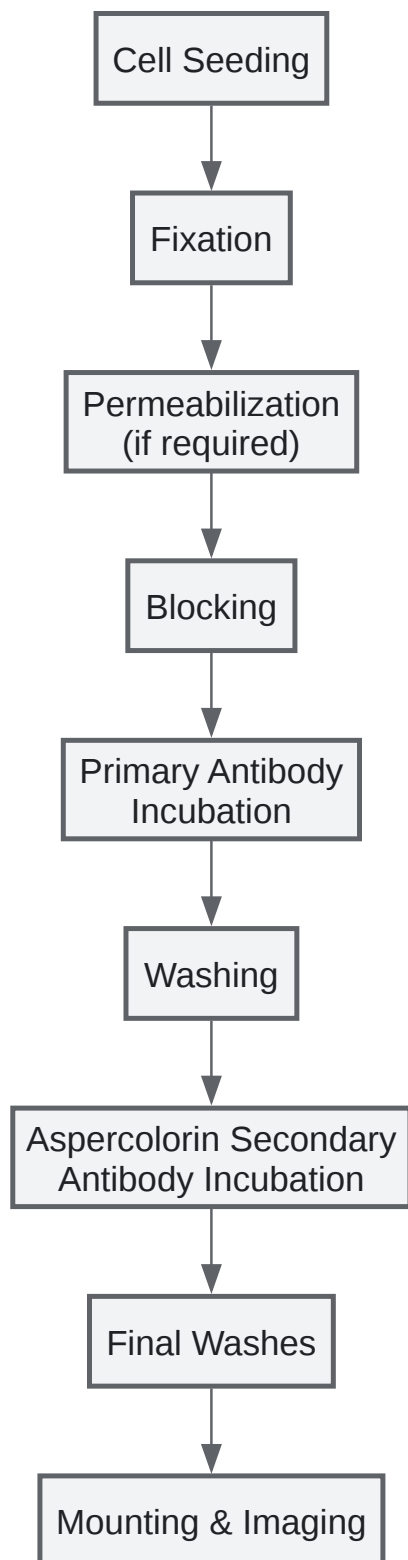 Cell Seeding
Fixation
Permeabilization
(if required)
Blocking
Primary Antibody
Incubation
Washing
Aspercolorin Secondary
Antibody Incubation
Final Washes
Mounting & Imaging